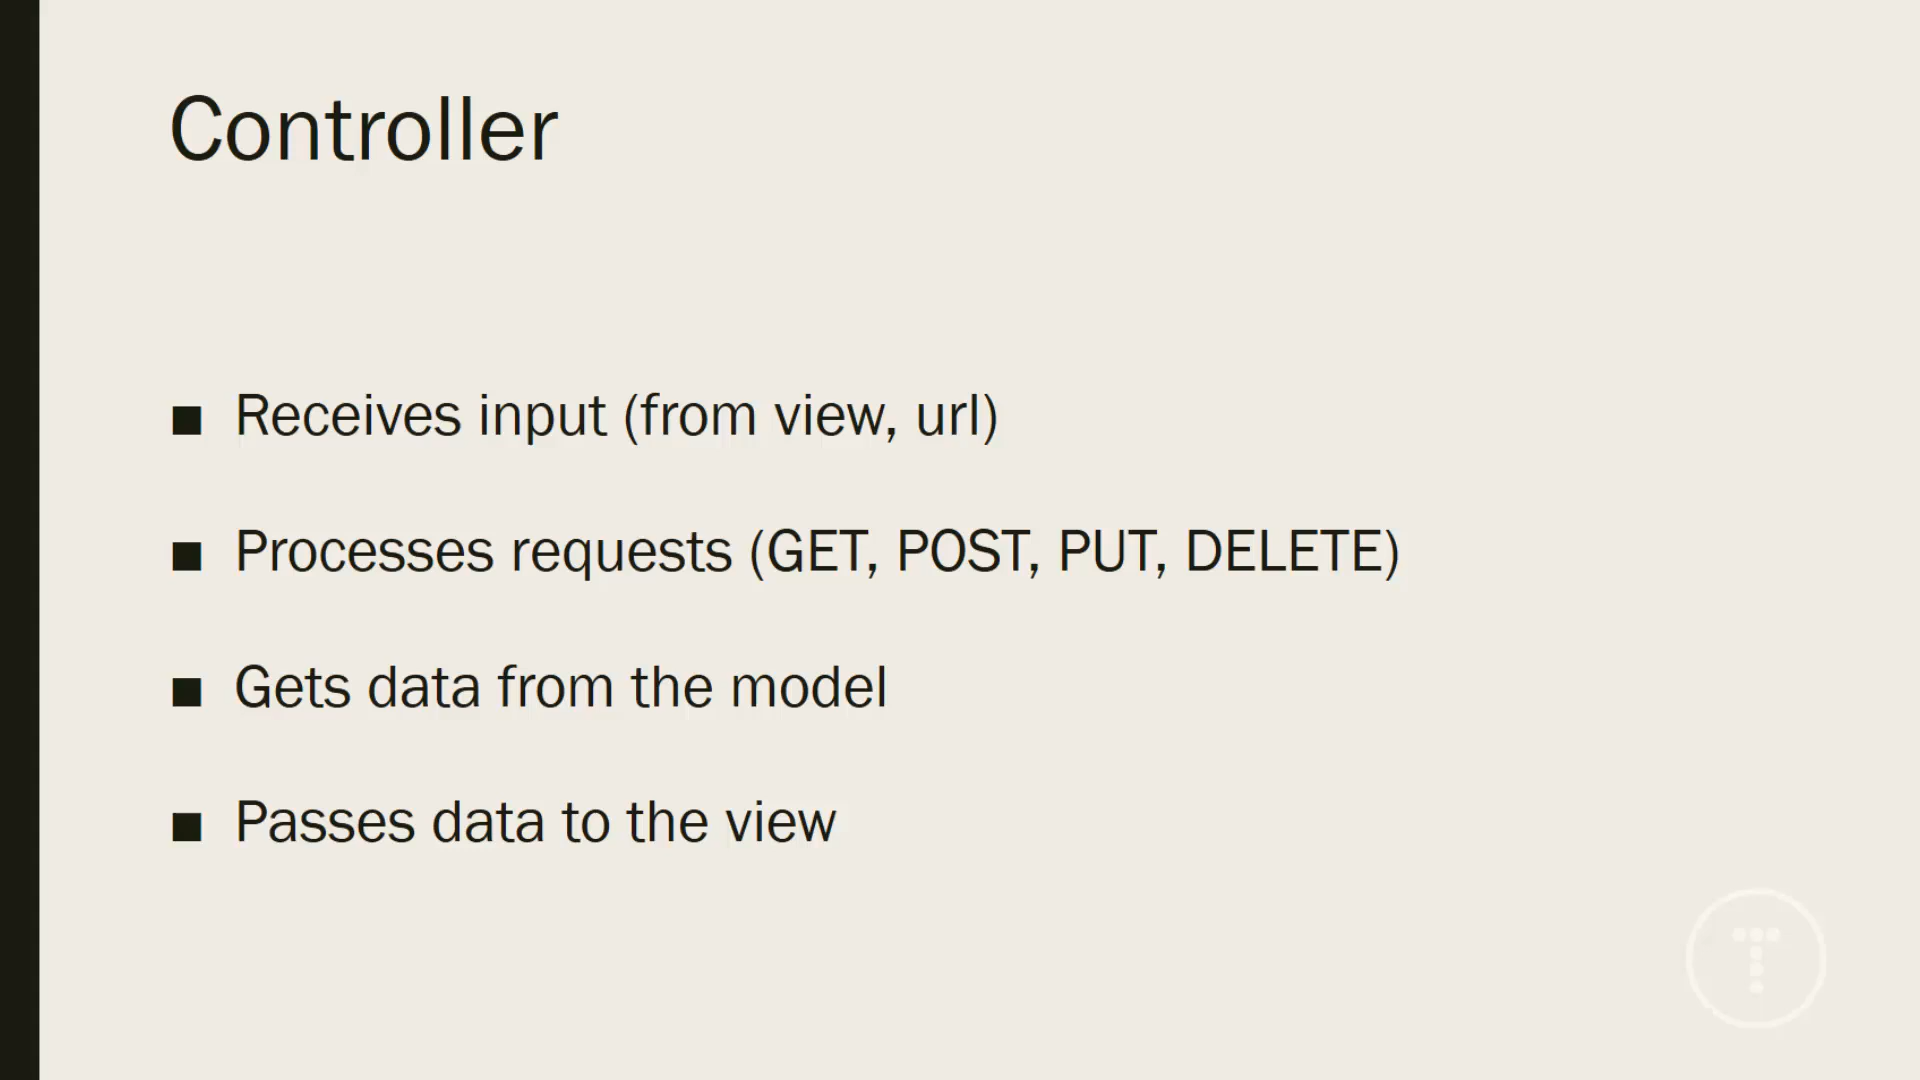 Controller
■ Receives input (from view, url)
■ Processes requests (GET, POST, PUT, DELETE)
■ Gets data from the model
■ Passes data to the view
T